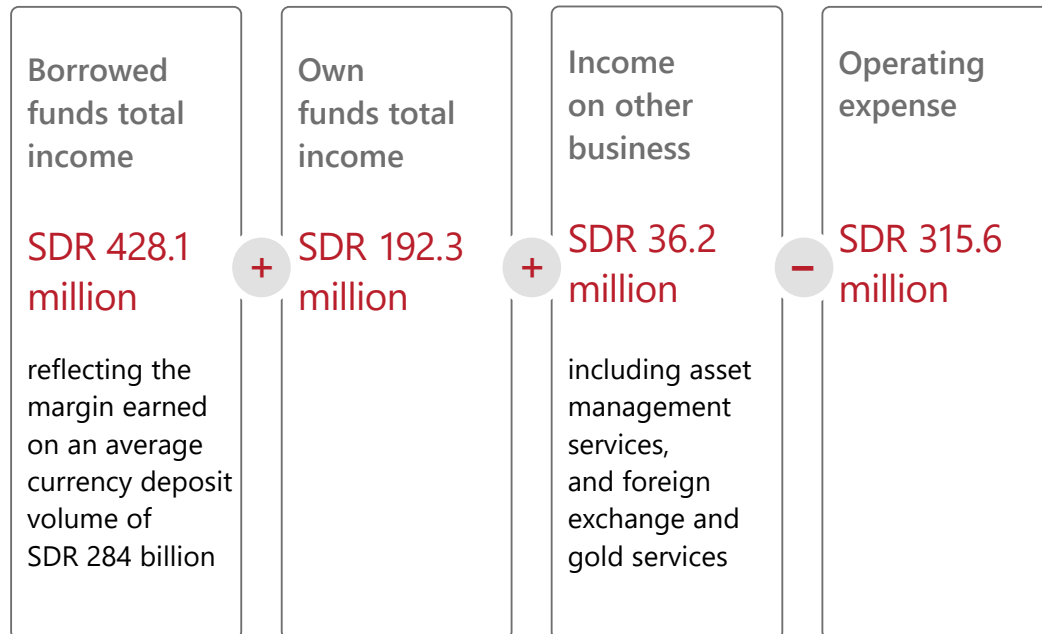 Borrowed
funds total
income
SDR 428.1
million
reflecting the
margin earned
on an average
currency deposit
volume of
SDR 284 billion
+
Own
funds total
income
SDR 192.3
million
+
Income
on other
business
SDR 36.2
million
including asset
management
services,
and foreign
exchange and
gold services
–
Operating
expense
SDR 315.6
million